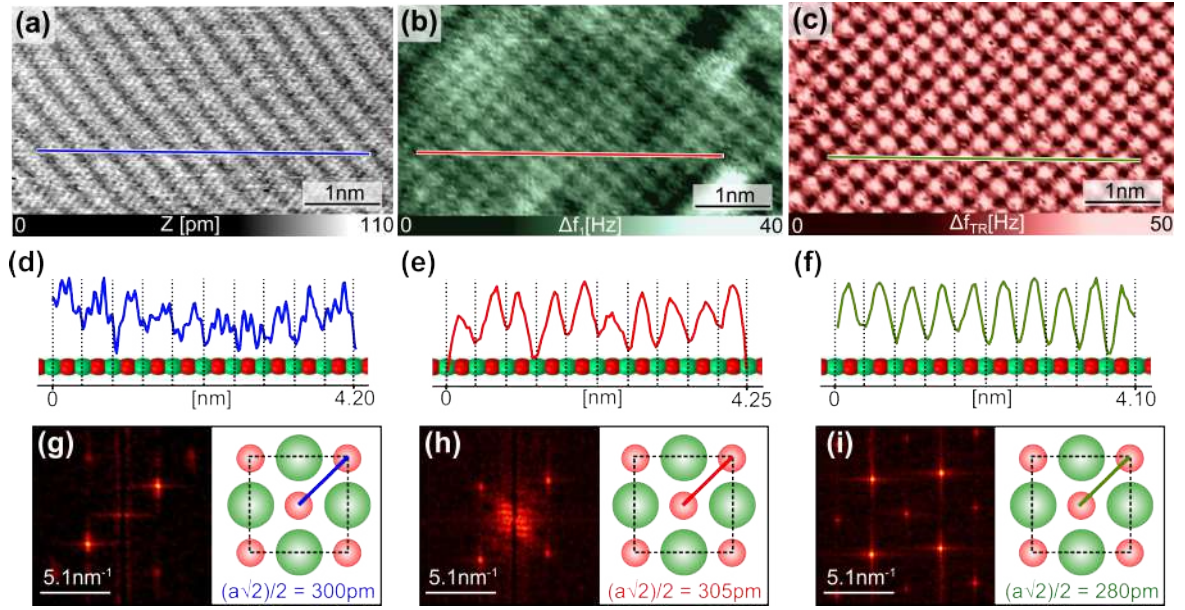 (a)
1nm
0 Z [pm] 110
(b)
1nm
0 Δf₁[Hz] 40
(c)
1nm
0 Δf_TR[Hz] 50
(d)
0 [nm] 4.20
(e)
0 [nm] 4.25
(f)
0 [nm] 4.10
(g)
5.1nm⁻¹
(a√2)/2 = 300pm
(h)
5.1nm⁻¹
(a√2)/2 = 305pm
(i)
5.1nm⁻¹
(a√2)/2 = 280pm